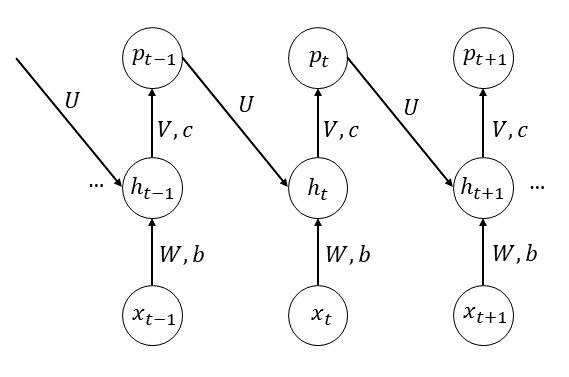 p_{t-1} p_t p_{t+1}
U U U
V, c V, c V, c
... h_{t-1} h_t h_{t+1} ...
W, b W, b W, b
x_{t-1} x_t x_{t+1}